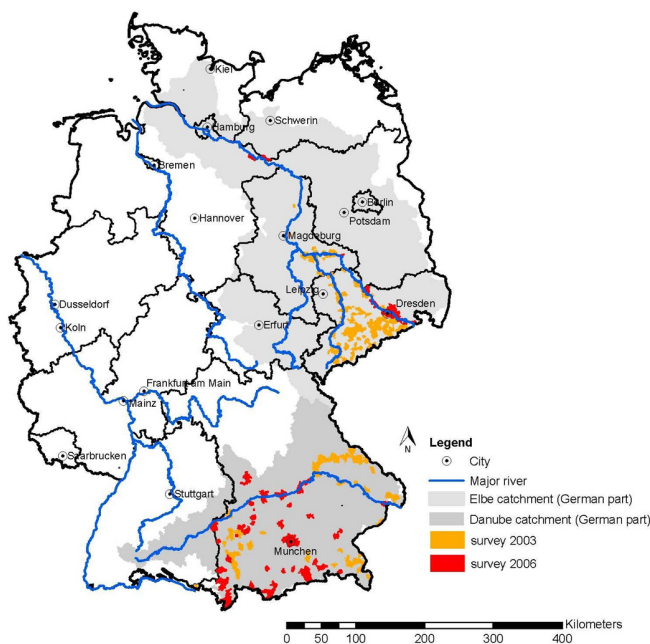 Kiel
Schwerin
Hamburg
Bremen
Berlin
Hannover
Potsdam
Magdeburg
Leipzig
Dusseldorf
Dresden
Koln
Erfurt
Frankfurt am Main
Mainz
N
Legend
Saarbrucken
City
Major river
Stuttgart
Elbe catchment (German part)
Danube catchment (German part)
survey 2003
Munchen
survey 2006
Kilometers
0 50 100 200 300 400